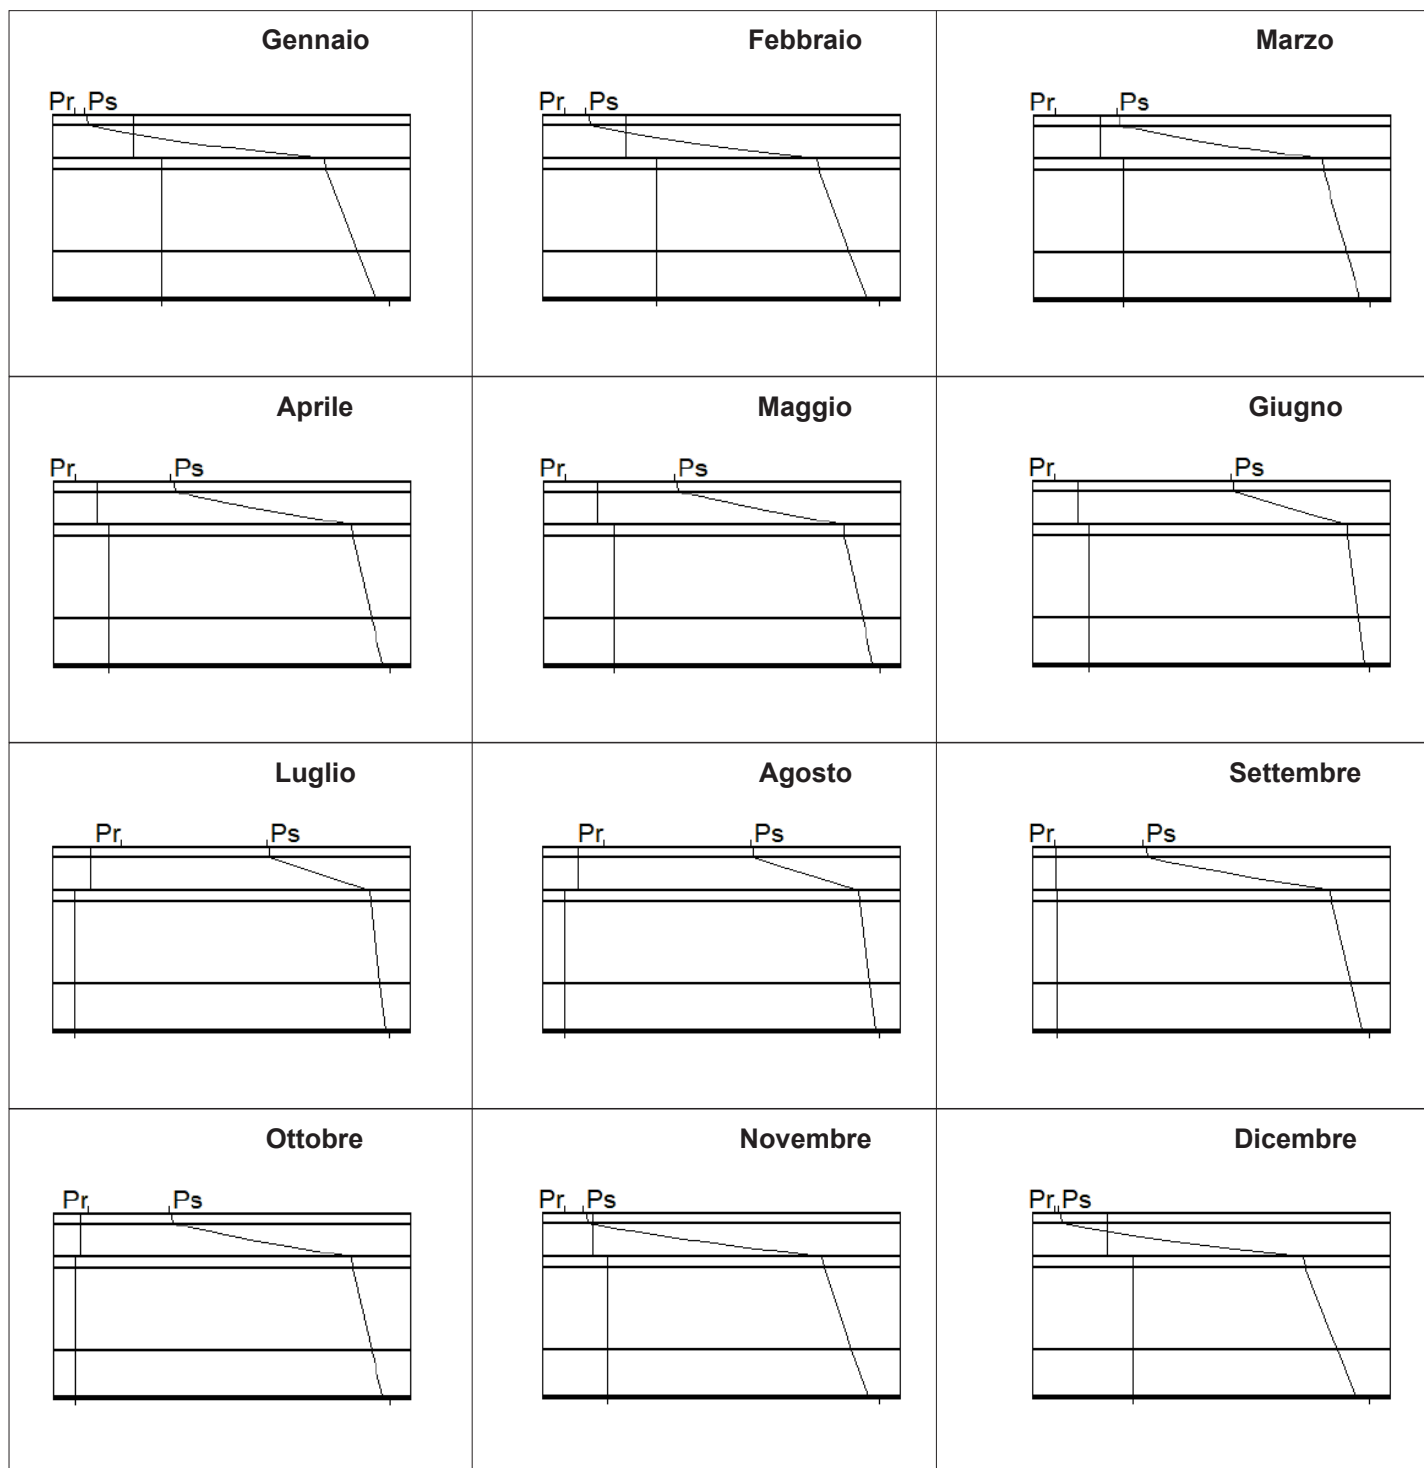 Gennaio
Febbraio
Marzo
Pr Ps
Pr Ps
Pr Ps
Aprile
Maggio
Giugno
Pr Ps
Pr Ps
Pr Ps
Luglio
Agosto
Settembre
Pr Ps
Pr Ps
Pr Ps
Ottobre
Novembre
Dicembre
Pr Ps
Pr Ps
Pr Ps